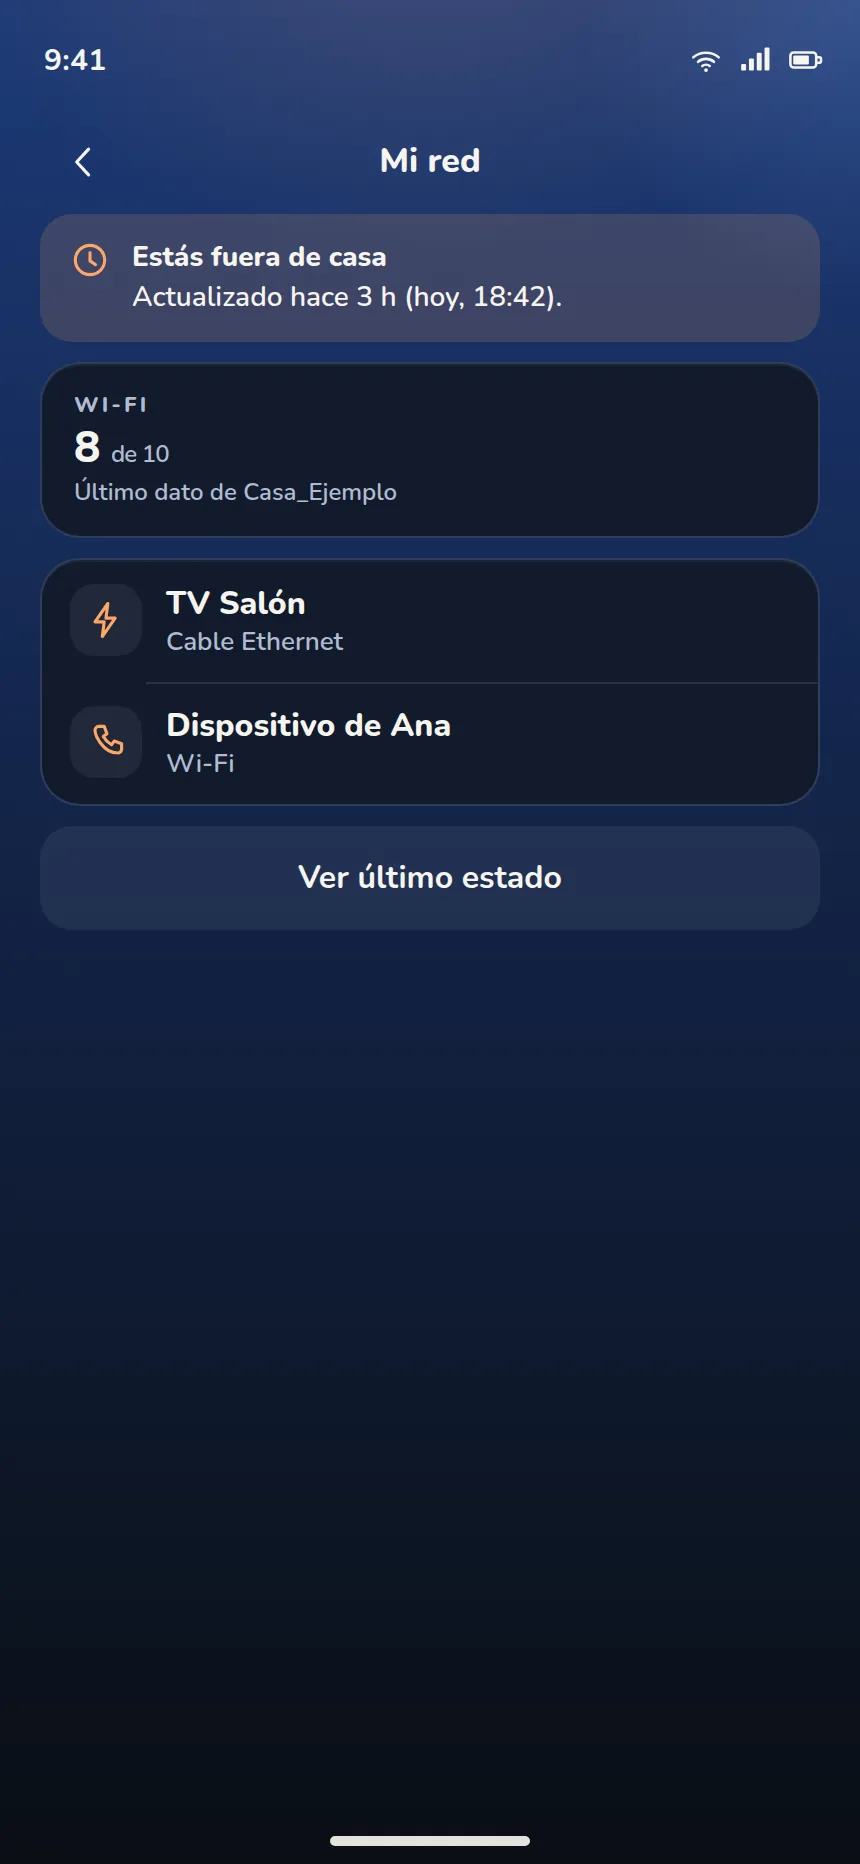 9:41
Mi red
Estás fuera de casa
Actualizado hace 3 h (hoy, 18:42).
WI-FI
8 de 10
Último dato de Casa_Ejemplo
TV Salón
Cable Ethernet
Dispositivo de Ana
Wi-Fi
Ver último estado